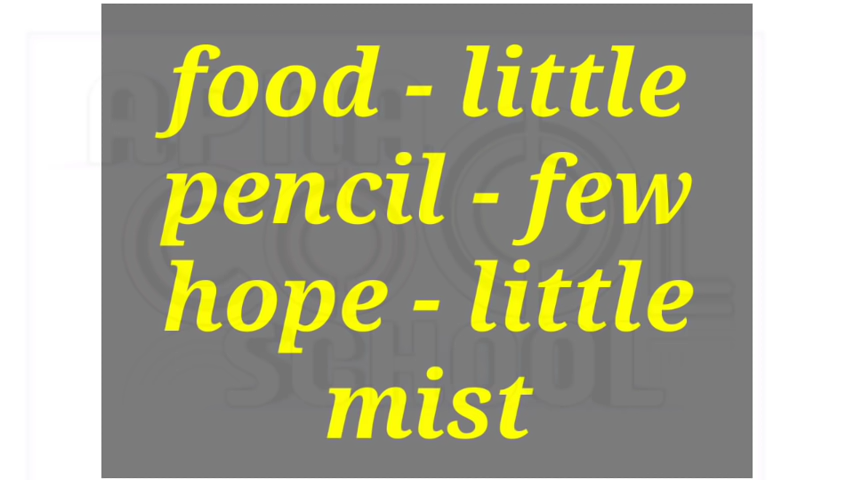 food - little
pencil - few
hope - little
mist